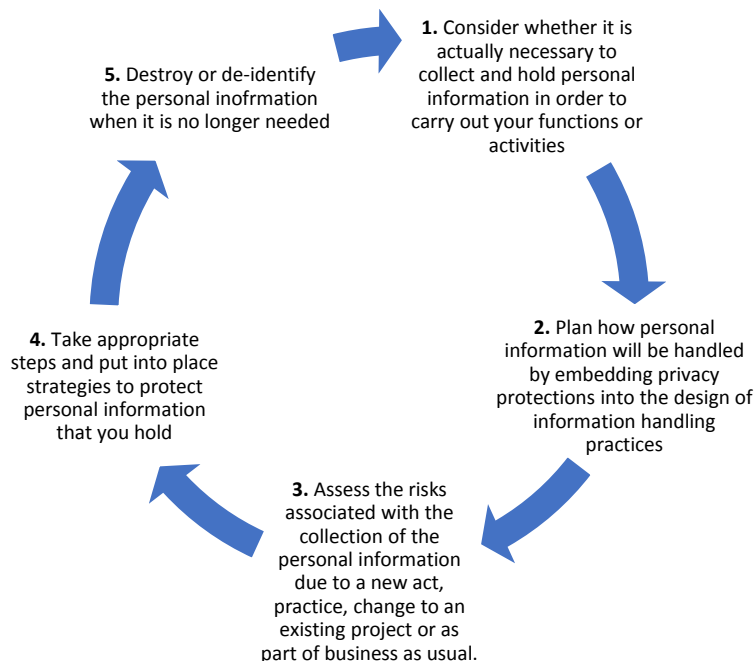 1. Consider whether it is
actually necessary to
collect and hold personal
information in order to
carry out your functions or
activities
2. Plan how personal
information will be handled
by embedding privacy
protections into the design of
information handling
practices
3. Assess the risks
associated with the
collection of the
personal information
due to a new act,
practice, change to an
existing project or as
part of business as usual.
4. Take appropriate
steps and put into place
strategies to protect
personal information
that you hold
5. Destroy or de-identify
the personal inofrmation
when it is no longer needed